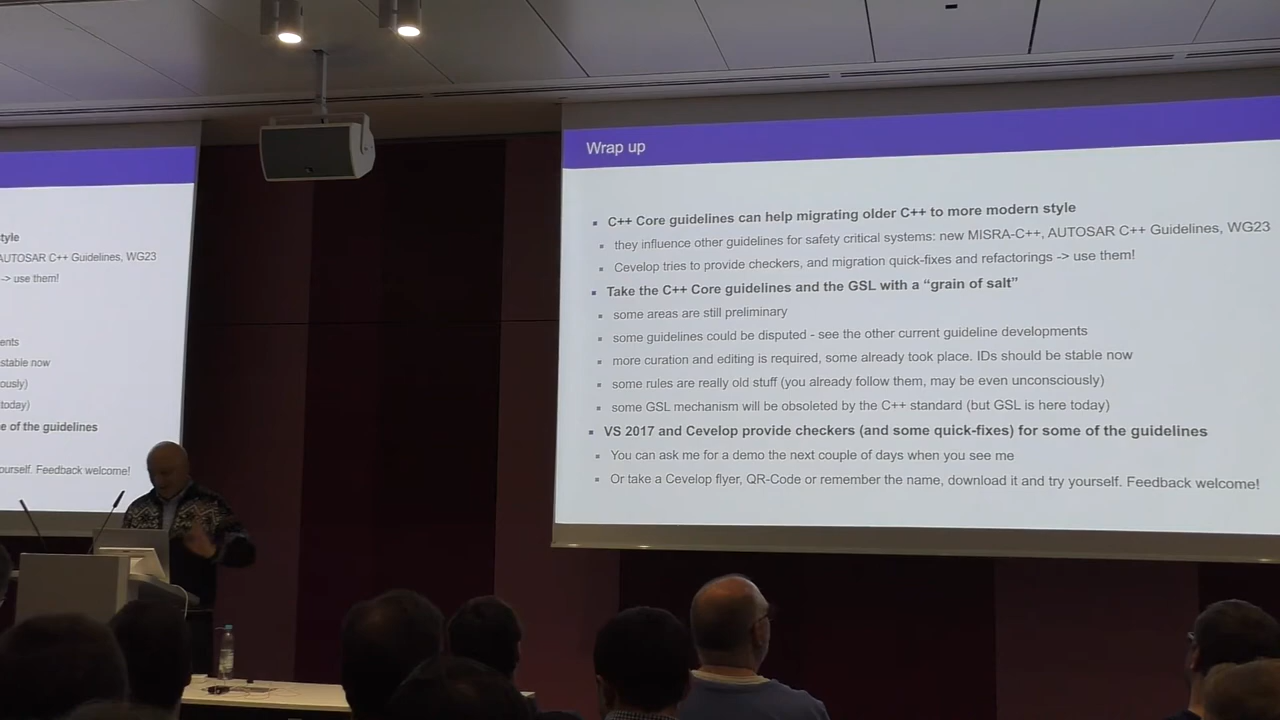 Wrap up
C++ Core guidelines can help migrating older C++ to more modern style
they influence other guidelines for safety critical systems: new MISRA-C++, AUTOSAR C++ Guidelines, WG23
Cevelop tries to provide checkers, and migration quick-fixes and refactorings -> use them!
Take the C++ Core guidelines and the GSL with a “grain of salt”
some areas are still preliminary
some guidelines could be disputed - see the other current guideline developments
more curation and editing is required, some already took place. IDs should be stable now
some rules are really old stuff (you already follow them, may be even unconsciously)
some GSL mechanism will be obsoleted by the C++ standard (but GSL is here today)
VS 2017 and Cevelop provide checkers (and some quick-fixes) for some of the guidelines
You can ask me for a demo the next couple of days when you see me
Or take a Cevelop flyer, QR-Code or remember the name, download it and try yourself. Feedback welcome!
tyle
AUTOSAR C++ Guidelines, WG23
-> use them!
ents
stable now
ously)
today)
e of the guidelines
ourself. Feedback welcome!